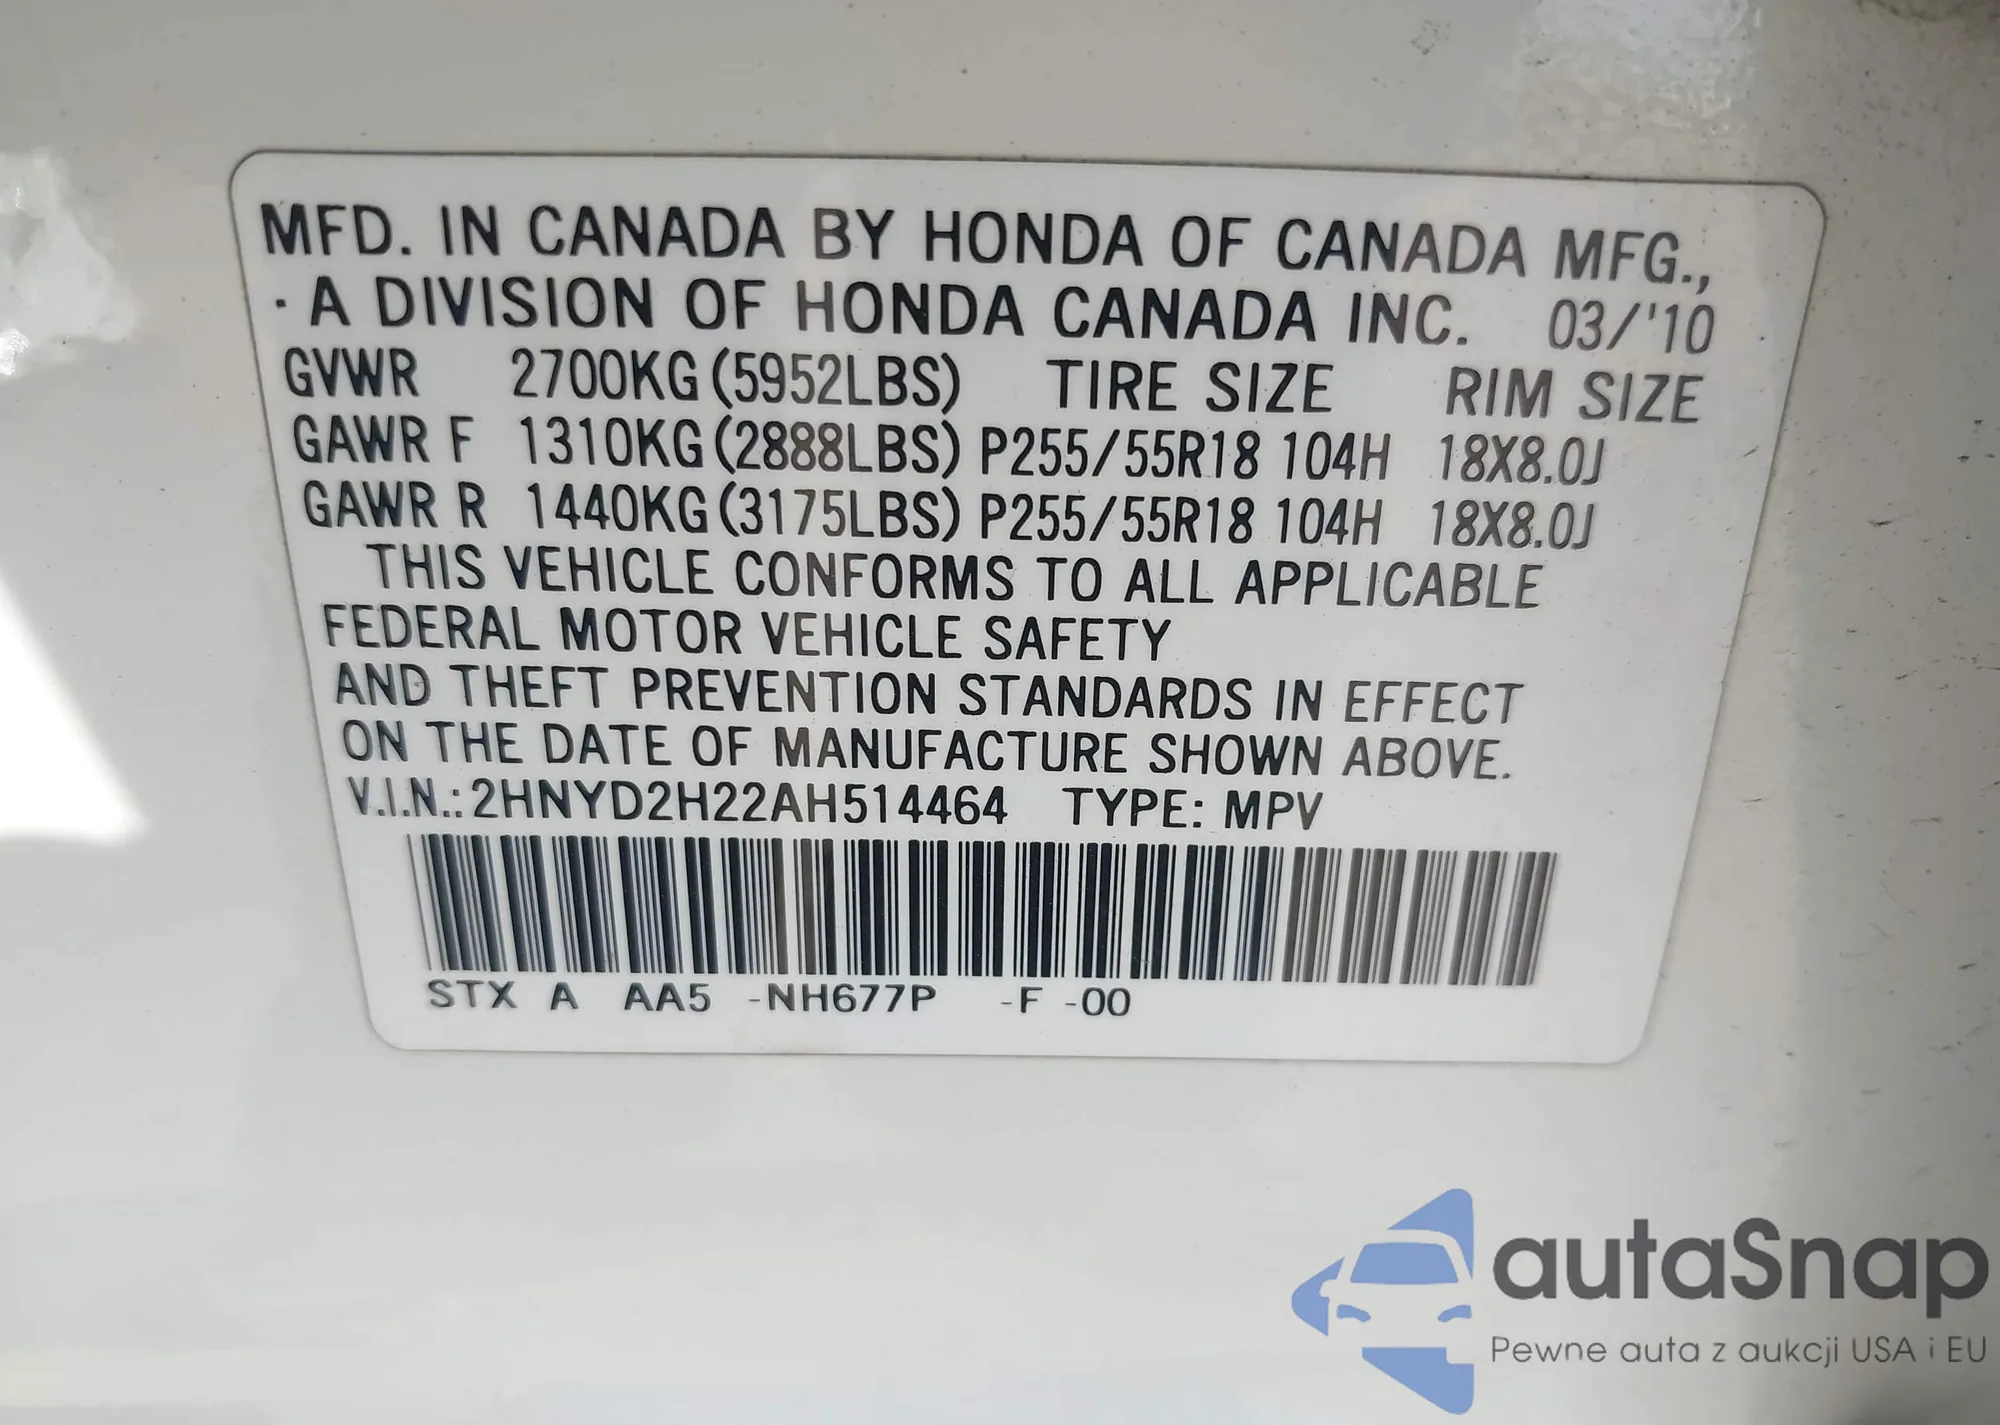 MFD. IN CANADA BY HONDA OF CANADA MFG.,
· A DIVISION OF HONDA CANADA INC. 03/'10
GVWR 2700KG (5952LBS) TIRE SIZE RIM SIZE
GAWR F 1310KG (2888LBS) P255/55R18 104H 18X8.0J
GAWR R 1440KG (3175LBS) P255/55R18 104H 18X8.0J
THIS VEHICLE CONFORMS TO ALL APPLICABLE
FEDERAL MOTOR VEHICLE SAFETY
AND THEFT PREVENTION STANDARDS IN EFFECT
ON THE DATE OF MANUFACTURE SHOWN ABOVE.
V.I.N.: 2HNYD2H22AH514464 TYPE: MPV
STX A AA5 -NH677P -F -00
autaSnap
Pewne auta z aukcji USA i EU